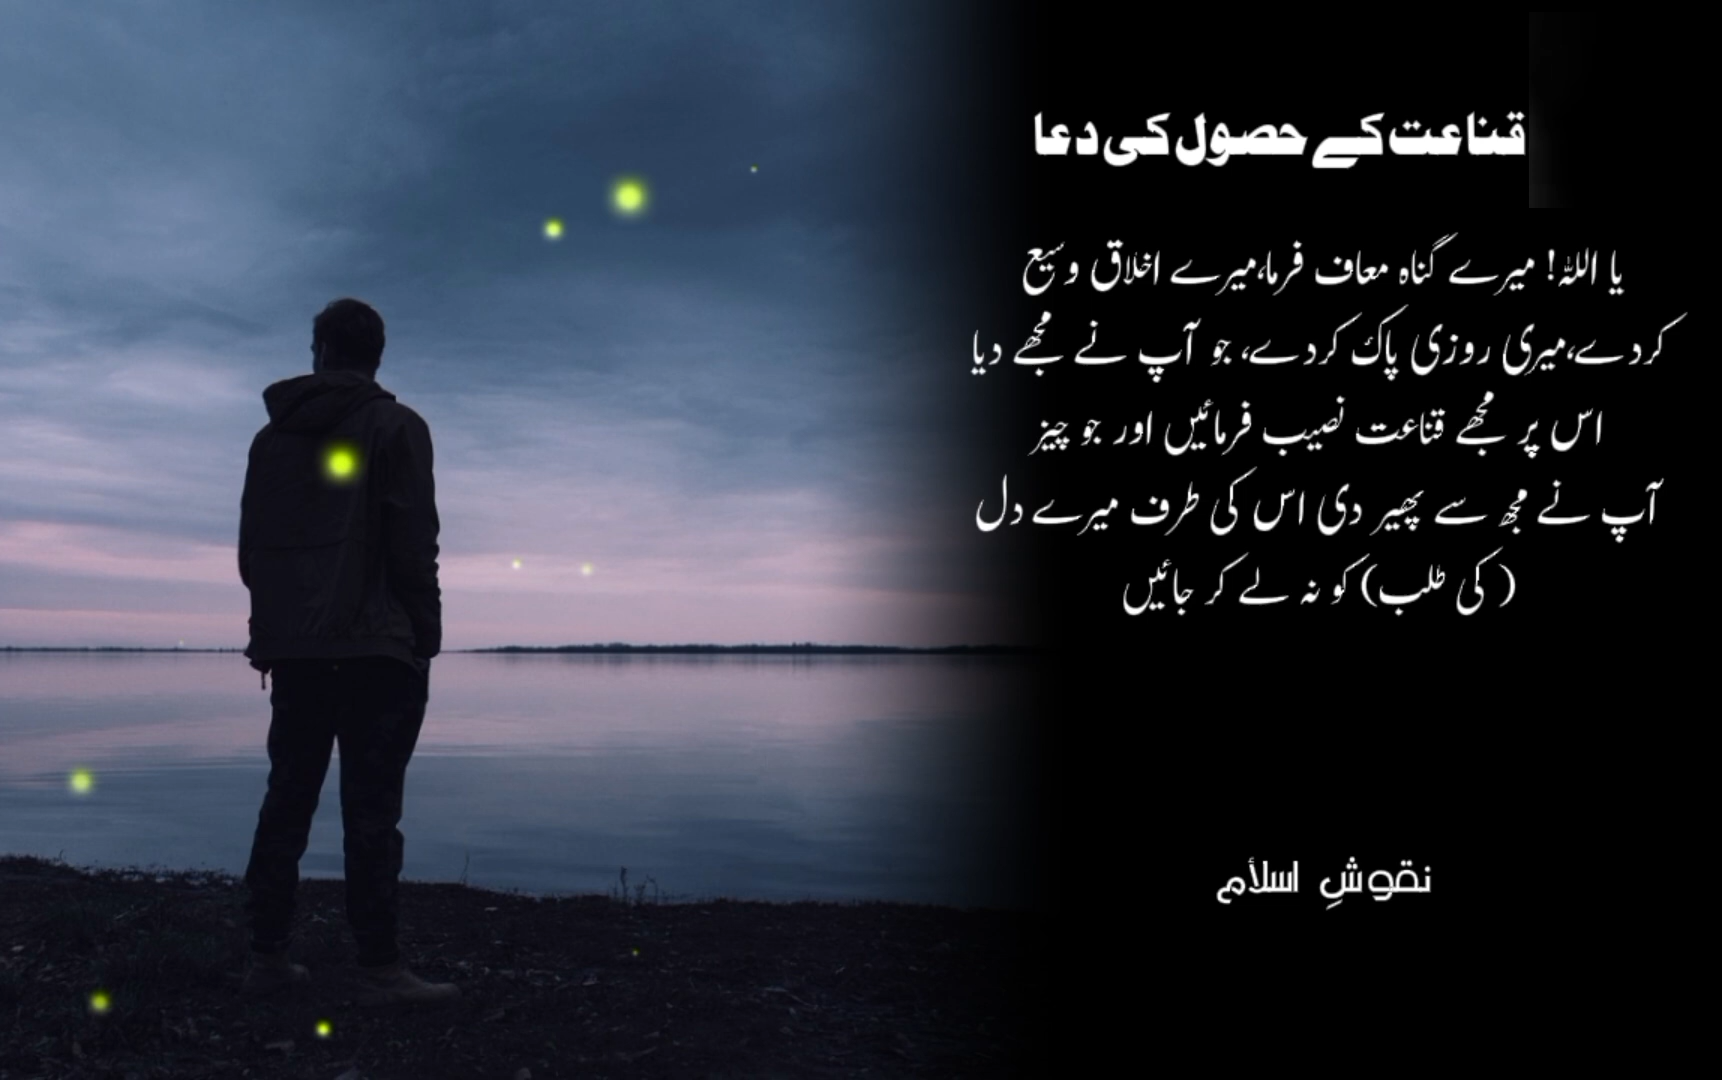 قناعت کے حصول کی دعا
یا اللہ! میرے گناہ معاف فرما،میرے اخلاق وسیع
کردے،میری روزی پاک کردے، جو آپ نے مجھے دیا
اس پر مجھے قناعت نصیب فرمائیں اور جو چیز
آپ نے مجھ سے پھیر دی اس کی طرف میرے دل
( کی طلب) کو نہ لے کر جائیں
نقوشِ اسلام